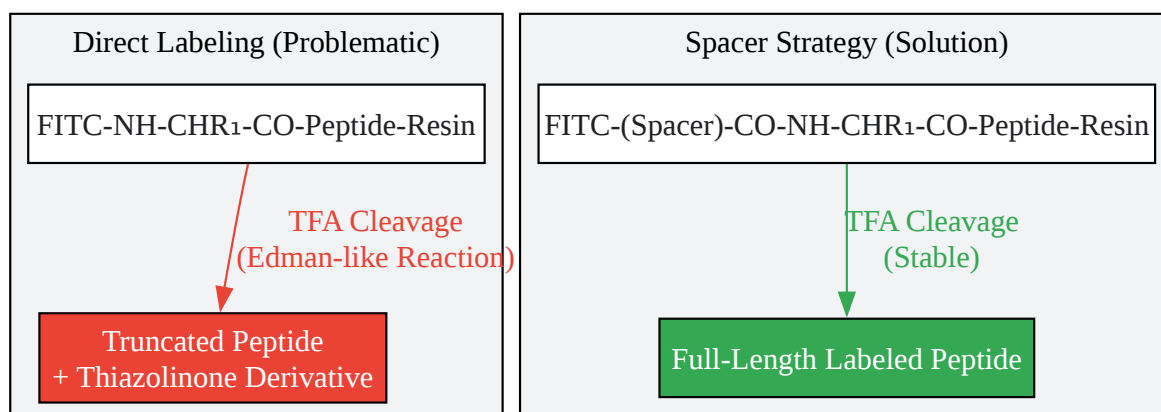 Direct Labeling (Problematic)
FITC-NH-CHR₁-CO-Peptide-Resin
TFA Cleavage
(Edman-like Reaction)
Truncated Peptide
+ Thiazolinone Derivative
Spacer Strategy (Solution)
FITC-(Spacer)-CO-NH-CHR₁-CO-Peptide-Resin
TFA Cleavage
(Stable)
Full-Length Labeled Peptide